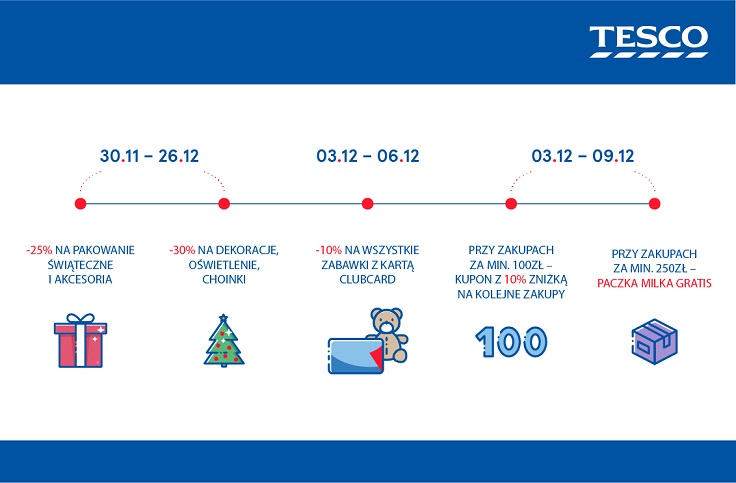 TESCO
30.11 – 26.12
03.12 – 06.12
03.12 – 09.12
-25% NA PAKOWANIE
ŚWIĄTECZNE
I AKCESORIA
-30% NA DEKORACJE,
OŚWIETLENIE,
CHOINKI
-10% NA WSZYSTKIE
ZABAWKI Z KARTĄ
CLUBCARD
PRZY ZAKUPACH
ZA MIN. 100ZŁ –
KUPON Z 10% ZNIŻKĄ
NA KOLEJNE ZAKUPY
PRZY ZAKUPACH
ZA MIN. 250ZŁ –
PACZKA MILKA GRATIS
100